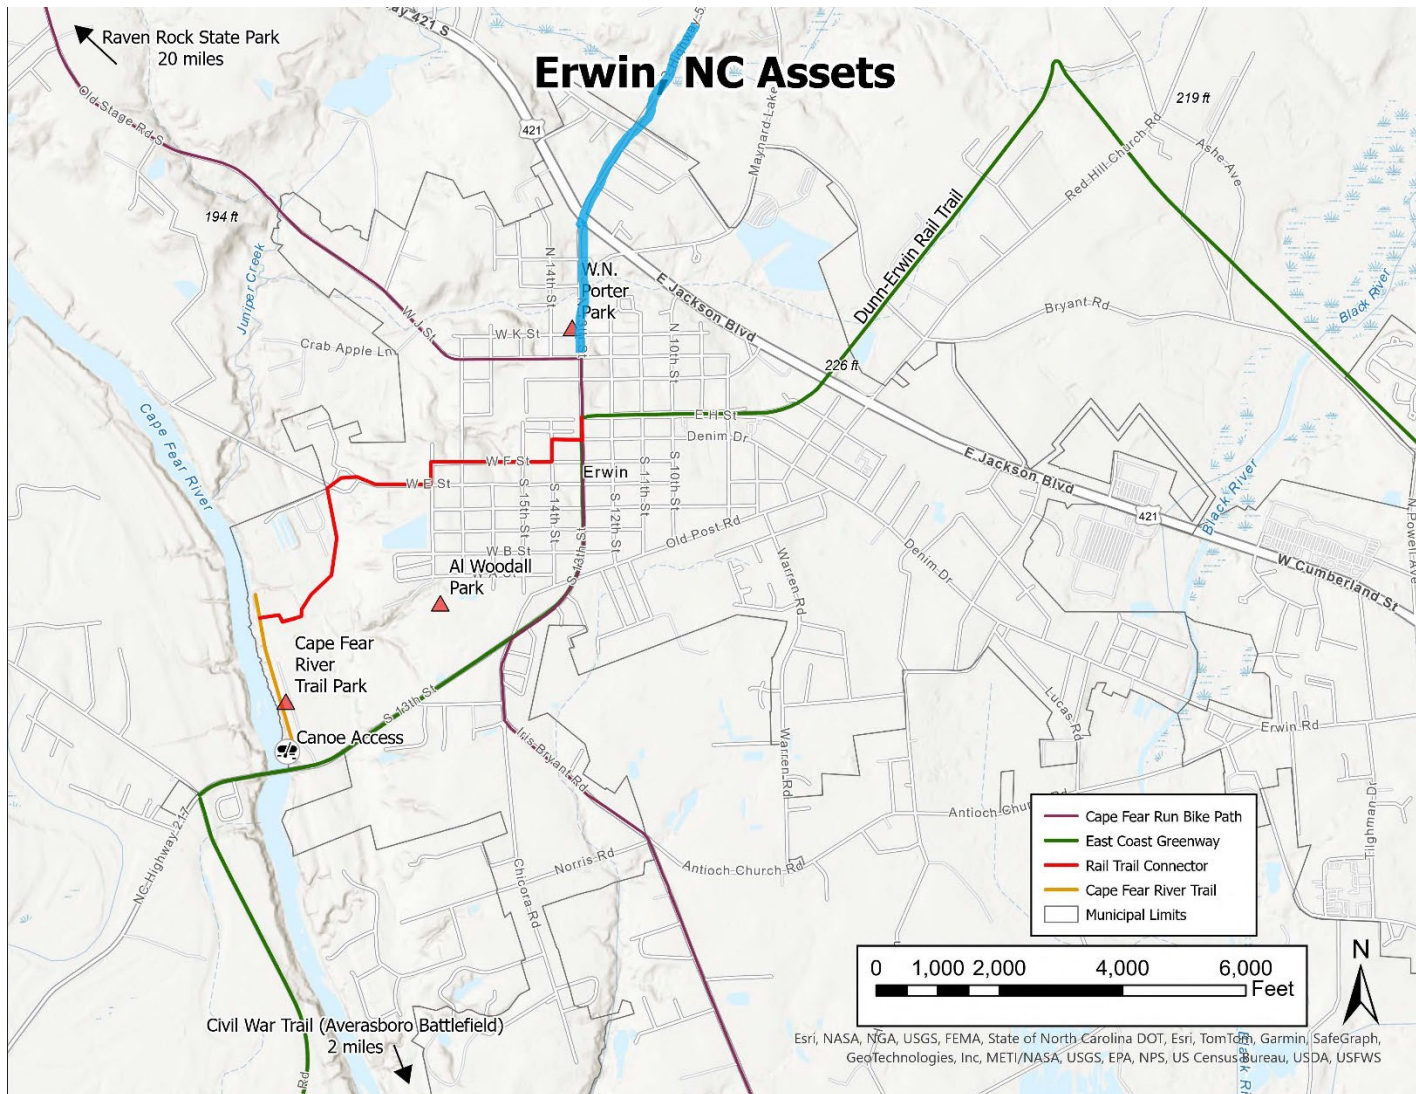 Erwin, NC Assets
Raven Rock State Park
20 miles
421
219 ft
Maynard Lake
Old Stage Rd S
Red Hill Church Rd
Ashe Ave
194 ft
Juniper Creek
N 14th St
W.N.
Porter
Park
E Jackson Blvd
Dunn-Erwin Rail Trail
Black River
Bryant Rd
W J St
W K St
Crab Apple Ln
N 10th St
226 ft
Cape Fear River
E H St
Denim Dr
W F St
Erwin
W E St
E Jackson Blvd
S 15th St
S 14th St
S 12th St
S 11th St
S 10th St
Black River
421
N Powell Ave
Old Post Rd
W B St
S 13th St
Al Woodall
Park
Warren Rd
Denim Dr
W Cumberland St
Cape Fear
River
Trail Park
S 13th St
Canoe Access
Iris Bryant Rd
Warren Rd
Lucas Rd
Erwin Rd
NC Highway 217
Antioch Church Rd
Tilghman Dr
Norris Rd
Antioch Church Rd
Chicora Rd
Cape Fear Run Bike Path
East Coast Greenway
Rail Trail Connector
Cape Fear River Trail
Municipal Limits
N
0 1,000 2,000 4,000 6,000
Feet
Civil War Trail (Averasboro Battlefield)
2 miles
Rd
Esri, NASA, NGA, USGS, FEMA, State of North Carolina DOT, Esri, TomTom, Garmin, SafeGraph,
GeoTechnologies, Inc, METI/NASA, USGS, EPA, NPS, US Census Bureau, USDA, USFWS